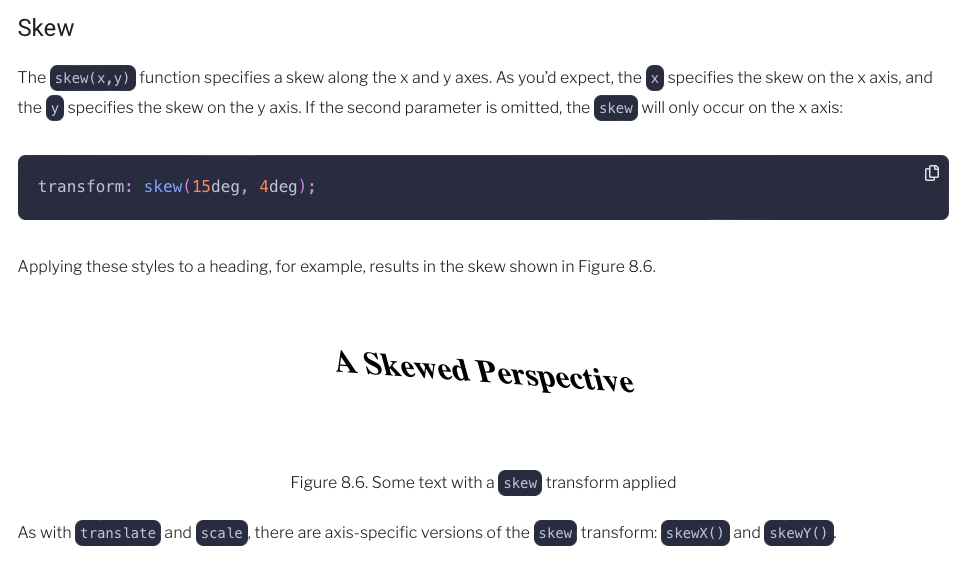 Skew
The skew(x,y) function specifies a skew along the x and y axes. As you’d expect, the x specifies the skew on the x axis, and
the y specifies the skew on the y axis. If the second parameter is omitted, the skew will only occur on the x axis:
transform: skew(15deg, 4deg);
Applying these styles to a heading, for example, results in the skew shown in Figure 8.6.
A Skewed Perspective
Figure 8.6. Some text with a skew transform applied
As with translate and scale, there are axis-specific versions of the skew transform: skewX() and skewY().